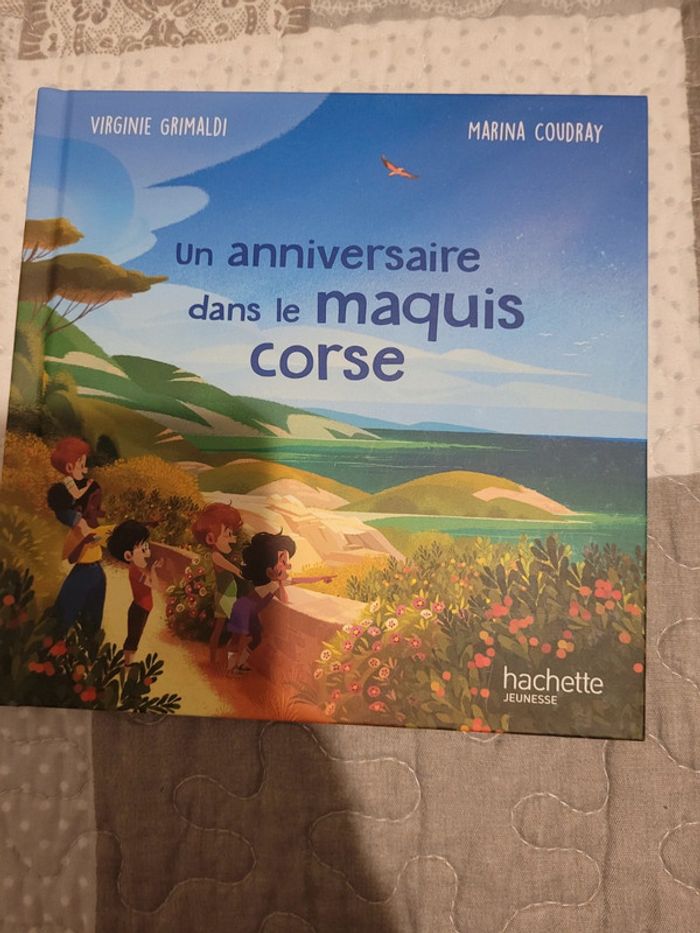 VIRGINIE GRIMALDI
MARINA COUDRAY
un anniversaire
dans le maquis
corse
hachette
JEUNESSE